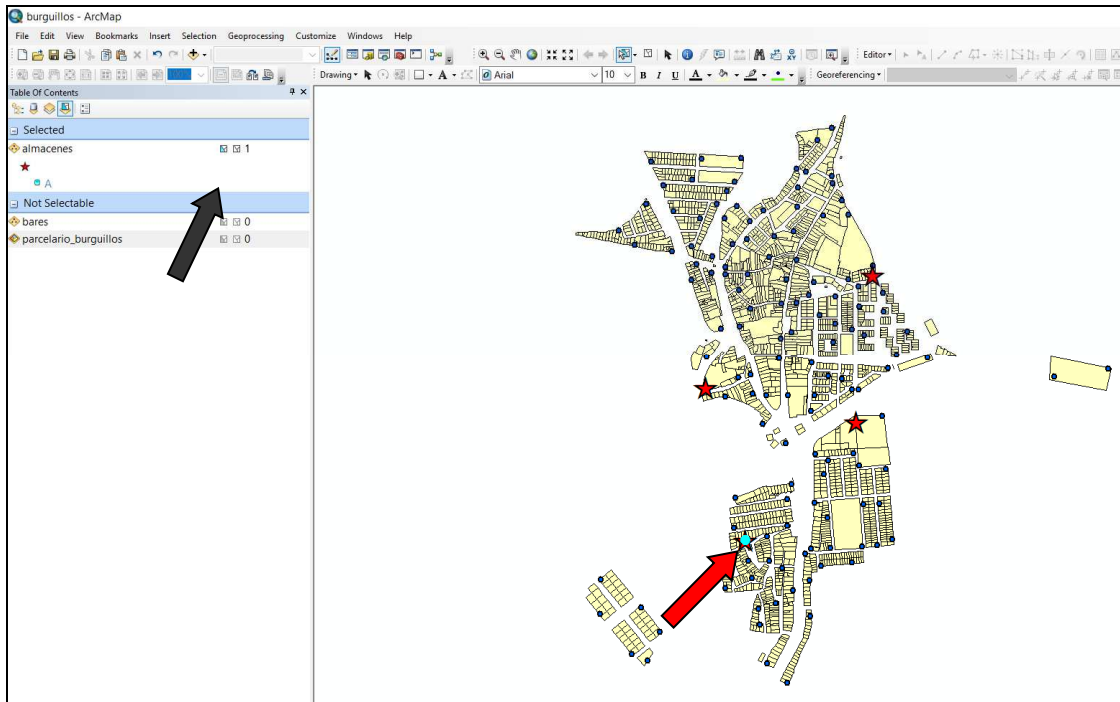 burguillos - ArcMap
File Edit View Bookmarks Insert Selection Geoprocessing Customize Windows Help
Editor
Drawing Arial 10 B I U A Georeferencing
Table Of Contents
Selected
almacenes 1
A
Not Selectable
bares 0
parcelario_burguillos 0